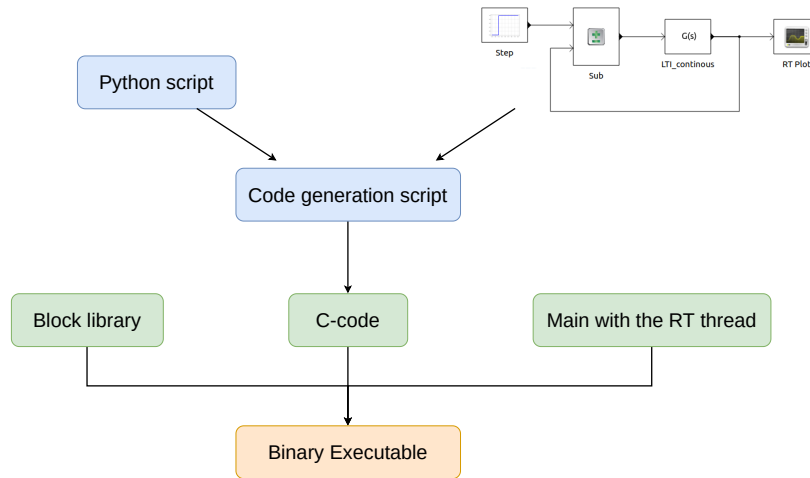 G(s)
Step
Sub
LTI_continous
RT Plot
Python script
Code generation script
Block library
C-code
Main with the RT thread
Binary Executable